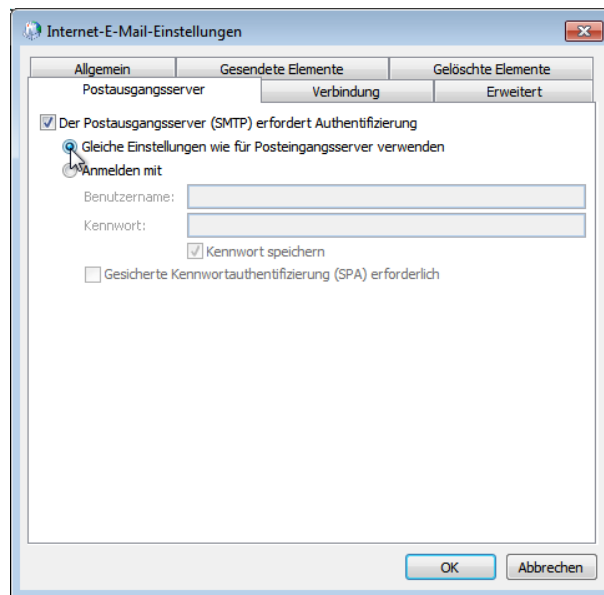 Internet-E-Mail-Einstellungen
Allgemein Gesendete Elemente Gelöschte Elemente
Postausgangsserver Verbindung Erweitert
Der Postausgangsserver (SMTP) erfordert Authentifizierung
Gleiche Einstellungen wie für Posteingangsserver verwenden
Anmelden mit
Benutzername:
Kennwort:
Kennwort speichern
Gesicherte Kennwortauthentifizierung (SPA) erforderlich
OK Abbrechen